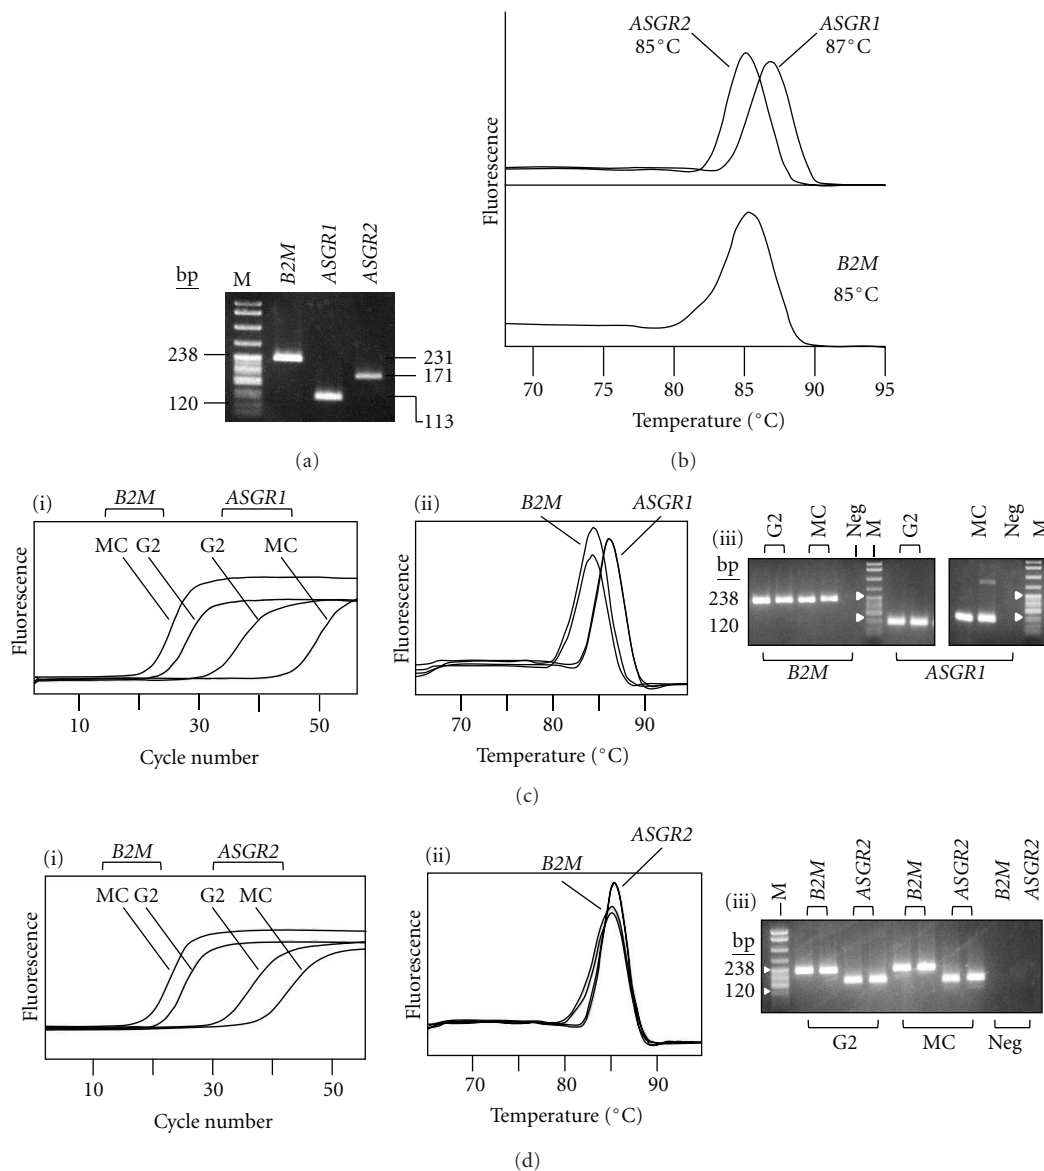 ASGR2
85°C
ASGR1
87°C
Fluorescence
B2M
85°C
70 75 80 85 90 95
Temperature (°C)
(b)
bp
M
B2M
ASGR1
ASGR2
238
120
231
171
113
(a)
(i)
B2M
ASGR1
MC G2 G2 MC
Fluorescence
10 30 50
Cycle number
(ii)
B2M
ASGR1
Fluorescence
70 80 90
Temperature (°C)
(iii)
G2
MC
Neg
M
G2
MC
Neg
M
bp
238
120
B2M
ASGR1
(c)
(i)
B2M
ASGR2
MC G2 G2 MC
Fluorescence
10 30 50
Cycle number
(ii)
B2M
ASGR2
Fluorescence
70 80 90
Temperature (°C)
(iii)
M
B2M
ASGR2
B2M
ASGR2
B2M
ASGR2
bp
238
120
G2 MC Neg
(d)